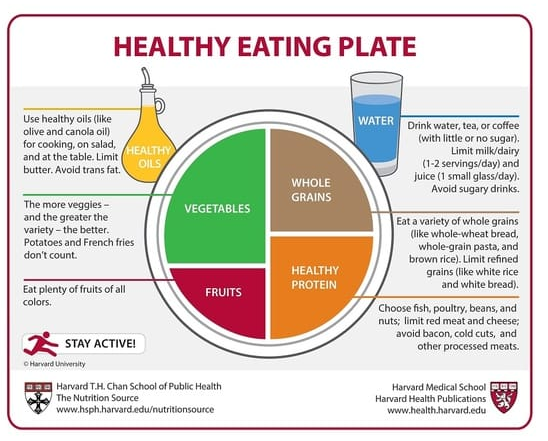 HEALTHY EATING PLATE
Use healthy oils (like
olive and canola oil)
for cooking, on salad,
and at the table. Limit
butter. Avoid trans fat.
HEALTHY
OILS
WATER
Drink water, tea, or coffee
(with little or no sugar).
Limit milk/dairy
(1-2 servings/day) and
juice (1 small glass/day).
Avoid sugary drinks.
The more veggies –
and the greater the
variety – the better.
Potatoes and French fries
don't count.
VEGETABLES
WHOLE
GRAINS
Eat a variety of whole grains
(like whole-wheat bread,
whole-grain pasta, and
brown rice). Limit refined
grains (like white rice
and white bread).
Eat plenty of fruits of all
colors.
FRUITS
HEALTHY
PROTEIN
Choose fish, poultry, beans, and
nuts; limit red meat and cheese;
avoid bacon, cold cuts, and
other processed meats.
STAY ACTIVE!
© Harvard University
Harvard T.H. Chan School of Public Health
The Nutrition Source
www.hsph.harvard.edu/nutritionsource
Harvard Medical School
Harvard Health Publications
www.health.harvard.edu